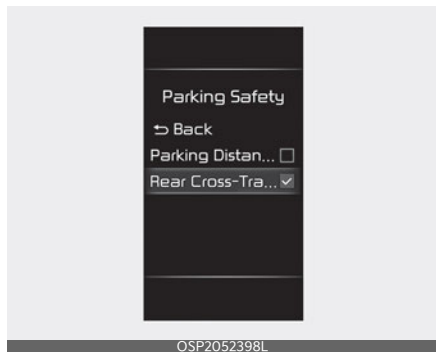 Parking Safety
⮌ Back
Parking Distan...
Rear Cross-Tra...
OSP2052398L